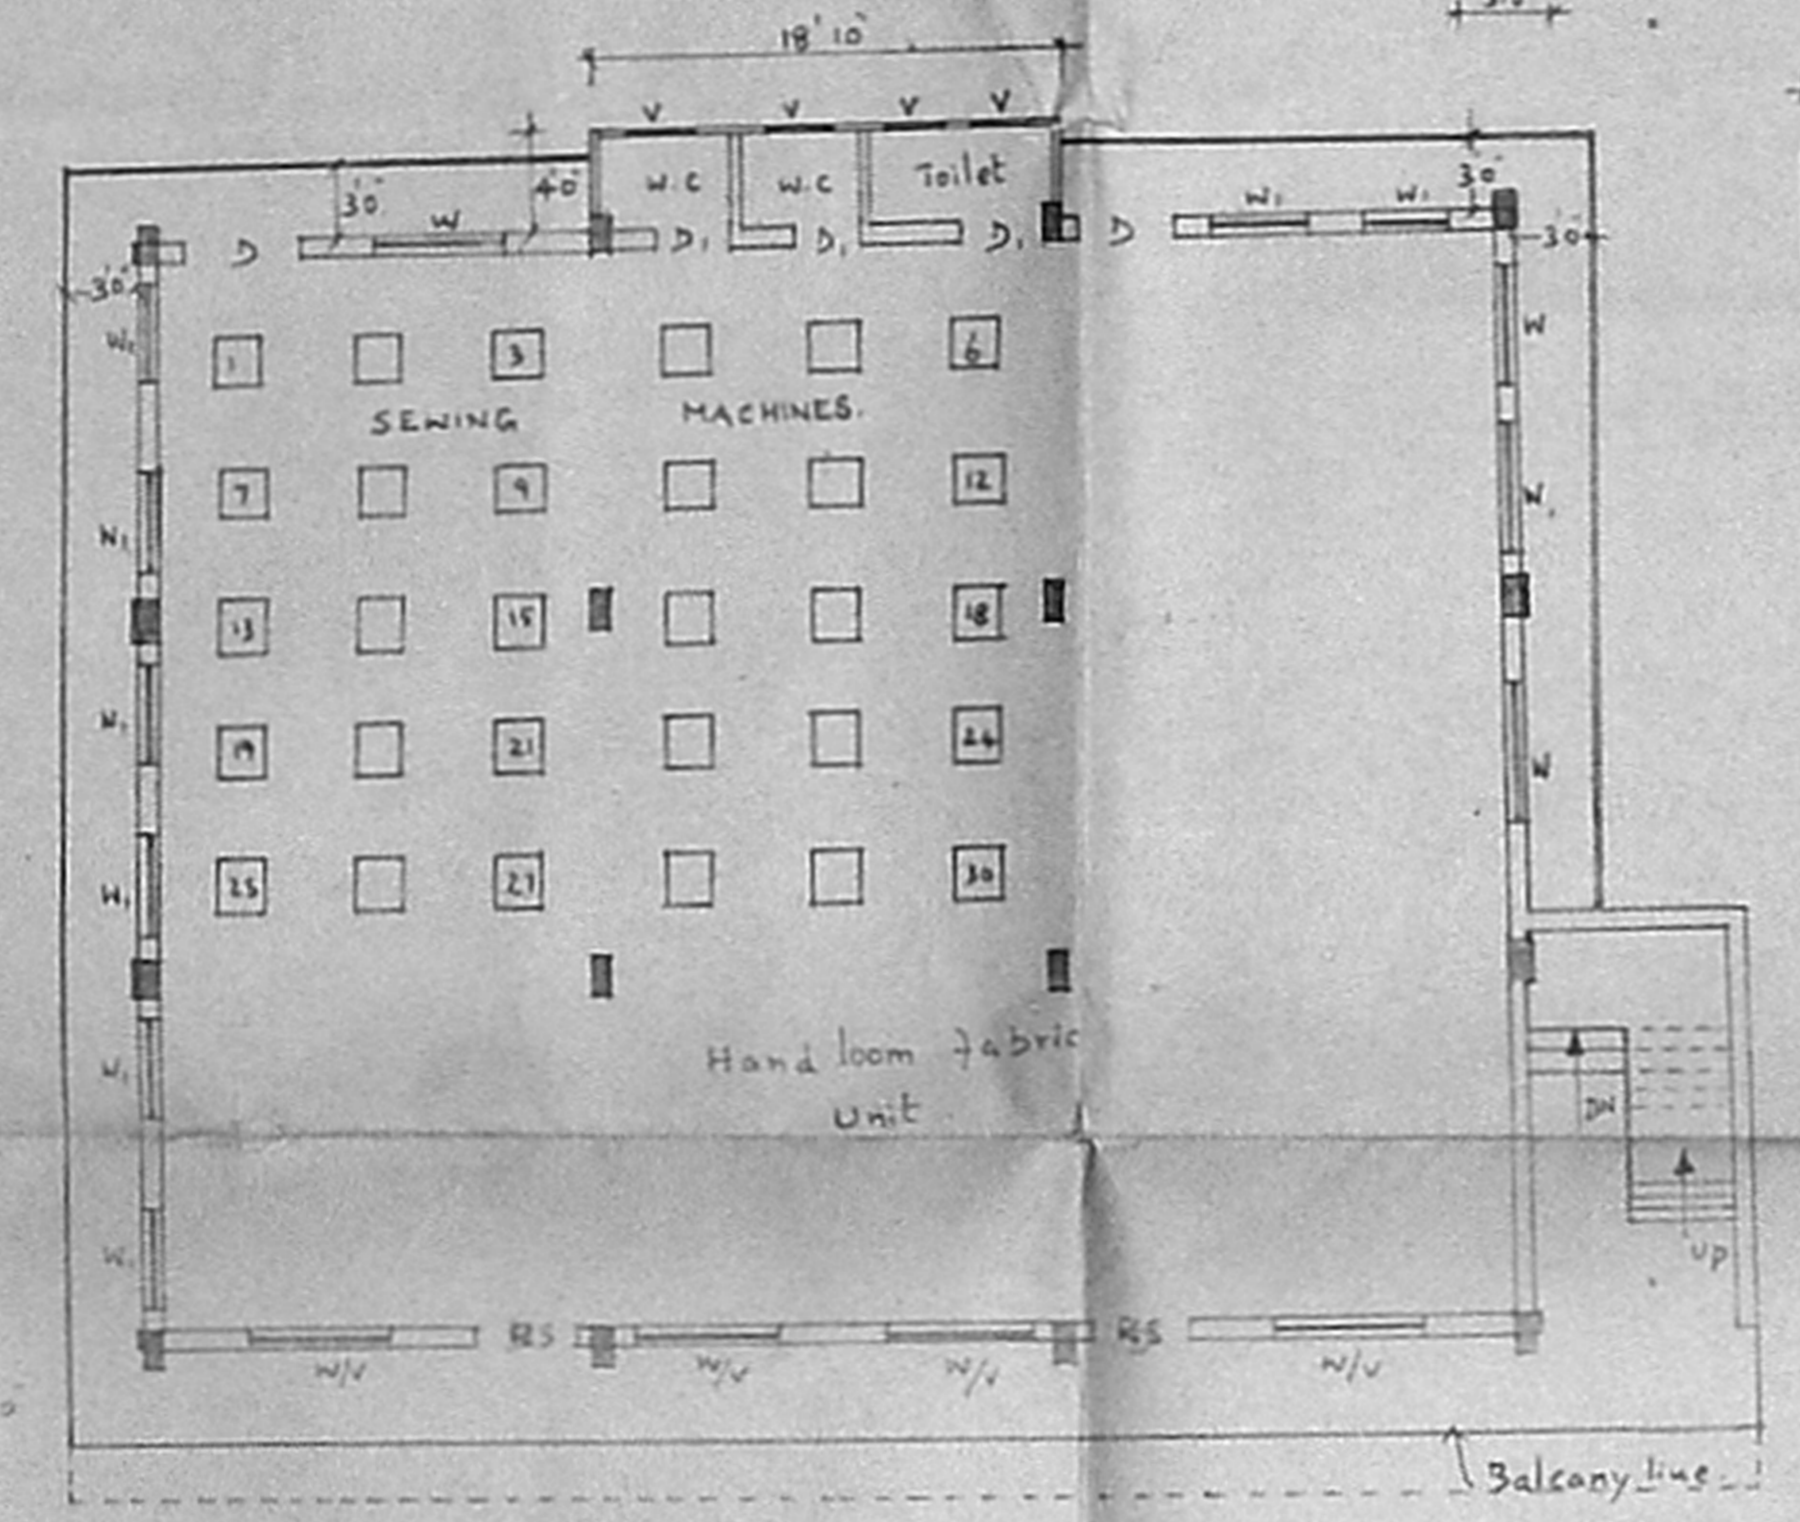 18'10"
V V V V
W.C W.C Toilet
3'0" 4'0" 3'0"
D W D1 D1 D1 D W1 W1
3'0" 3'0"
W1 W
1 3 6
SEWING MACHINES.
7 9 12
W1 W1
13 15 18
W1
19 21 24
W
25 27 30
W1
Hand loom fabric
Unit
W1
DN
UP
W1
RS RS
W/V W/V W/V W/V
Balcony line